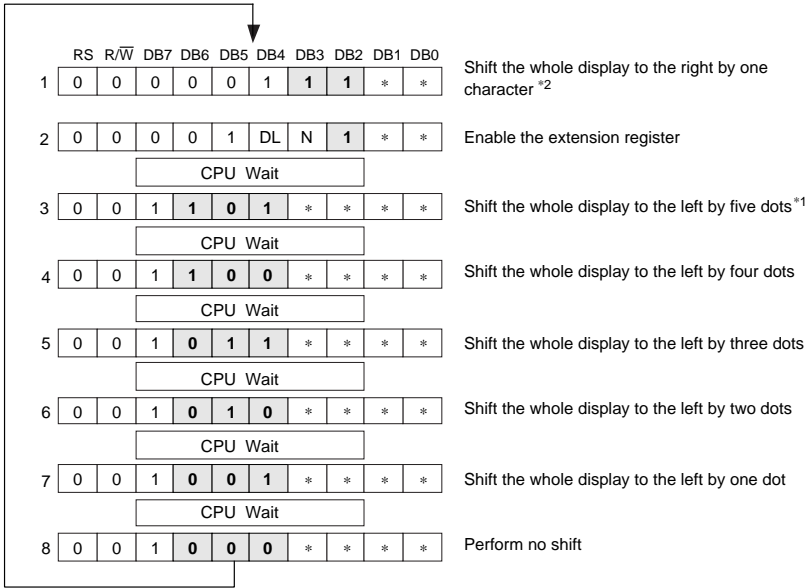 RS R/W̅ DB7 DB6 DB5 DB4 DB3 DB2 DB1 DB0
1 0 0 0 0 0 1 1 1 * * Shift the whole display to the right by one
character *2
2 0 0 0 0 1 DL N 1 * * Enable the extension register
CPU Wait
3 0 0 1 1 0 1 * * * * Shift the whole display to the left by five dots*1
CPU Wait
4 0 0 1 1 0 0 * * * * Shift the whole display to the left by four dots
CPU Wait
5 0 0 1 0 1 1 * * * * Shift the whole display to the left by three dots
CPU Wait
6 0 0 1 0 1 0 * * * * Shift the whole display to the left by two dots
CPU Wait
7 0 0 1 0 0 1 * * * * Shift the whole display to the left by one dot
CPU Wait
8 0 0 1 0 0 0 * * * * Perform no shift